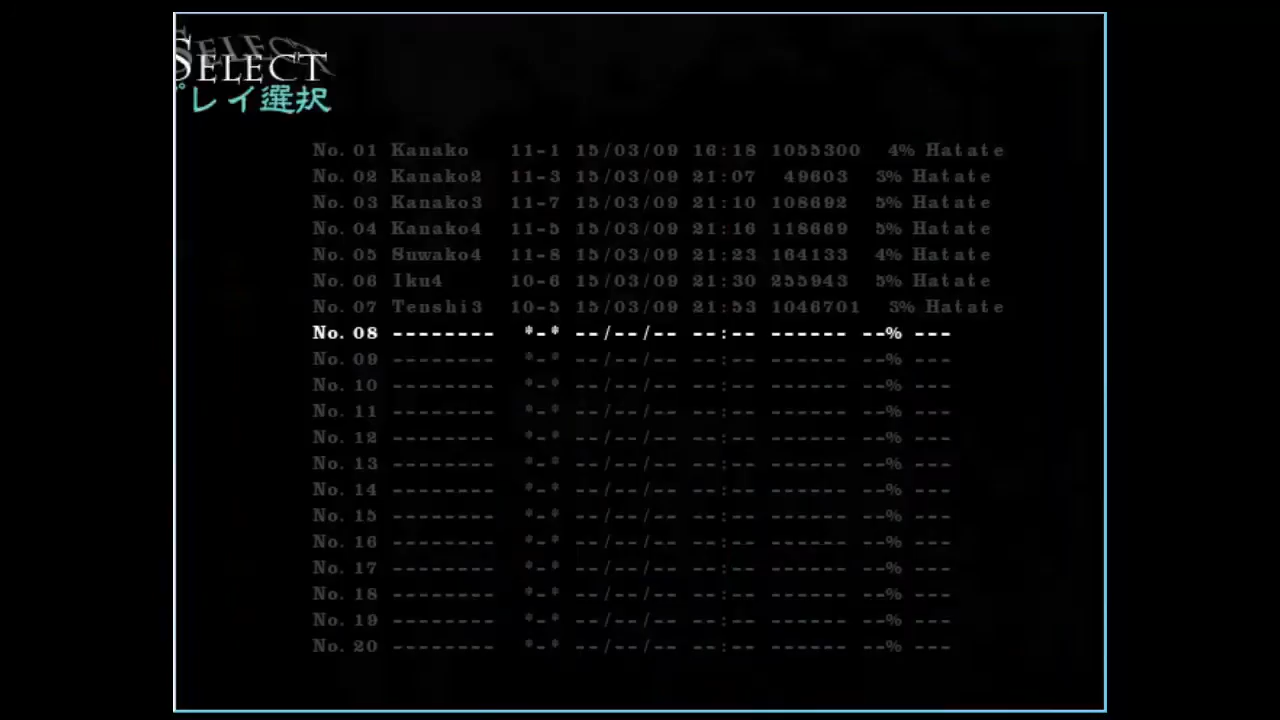 SELECT
SELECT
プレイ選択
No. 01 Kanako 11-1 15/03/09 16:18 1055300 4% Hatate
No. 02 Kanako2 11-3 15/03/09 21:07 49603 3% Hatate
No. 03 Kanako3 11-7 15/03/09 21:10 108692 5% Hatate
No. 04 Kanako4 11-5 15/03/09 21:16 118669 5% Hatate
No. 05 Suwako4 11-8 15/03/09 21:23 164133 4% Hatate
No. 06 Iku4 10-6 15/03/09 21:30 255943 5% Hatate
No. 07 Tenshi3 10-5 15/03/09 21:53 1046701 3% Hatate
No. 08 -------- *-* --/--/-- --:-- ------ --% ---
No. 09 -------- *-* --/--/-- --:-- ------ --% ---
No. 10 -------- *-* --/--/-- --:-- ------ --% ---
No. 11 -------- *-* --/--/-- --:-- ------ --% ---
No. 12 -------- *-* --/--/-- --:-- ------ --% ---
No. 13 -------- *-* --/--/-- --:-- ------ --% ---
No. 14 -------- *-* --/--/-- --:-- ------ --% ---
No. 15 -------- *-* --/--/-- --:-- ------ --% ---
No. 16 -------- *-* --/--/-- --:-- ------ --% ---
No. 17 -------- *-* --/--/-- --:-- ------ --% ---
No. 18 -------- *-* --/--/-- --:-- ------ --% ---
No. 19 -------- *-* --/--/-- --:-- ------ --% ---
No. 20 -------- *-* --/--/-- --:-- ------ --% ---